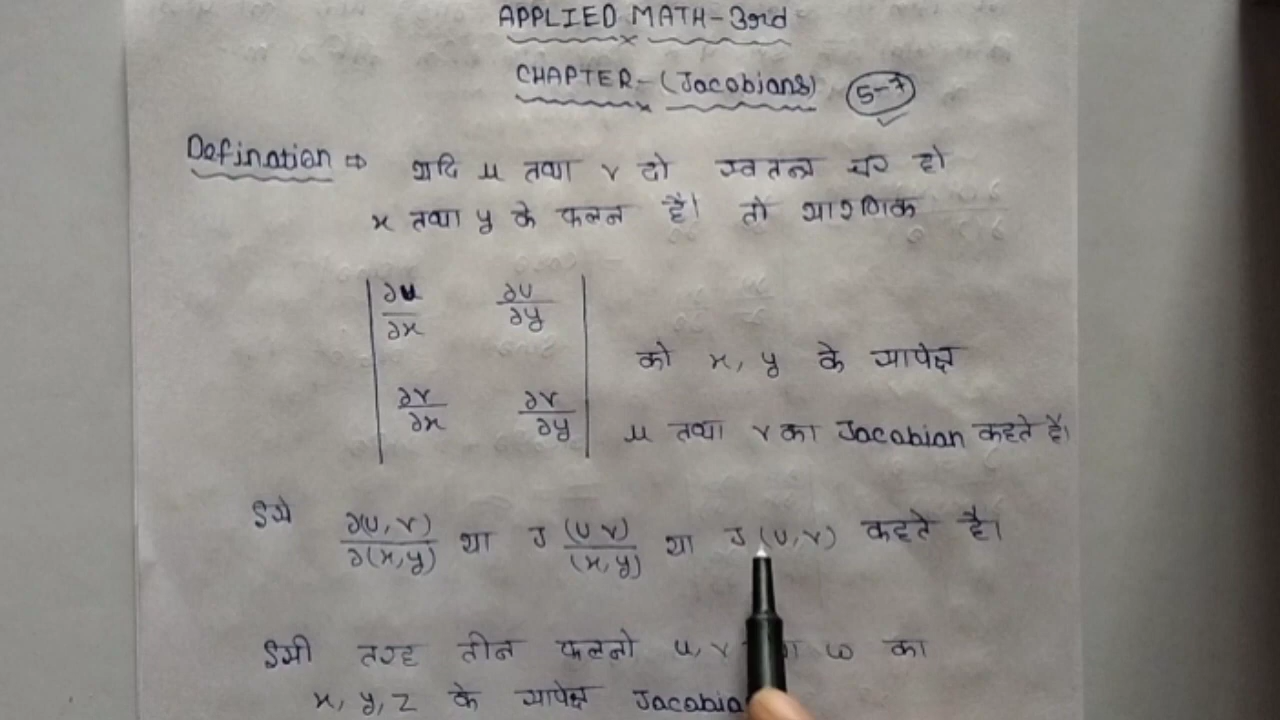 APPLIED MATH-3rd
CHAPTER-(Jacobians) 5-7
Defination ⇒ यदि u तथा v दो स्वतन्त्र चर हो
x तथा y के फलन हैं। तो सारणिक
∂u/∂x ∂u/∂y
को x, y के सापेक्ष
∂v/∂x ∂v/∂y
u तथा v का Jacobian कहते है।
इसे ∂(u,v)/∂(x,y) या J (u v)/(x,y) या J(u,v) कहते है।
इसी तरह तीन फलनो u, v w का
x, y, z के सापेक्ष